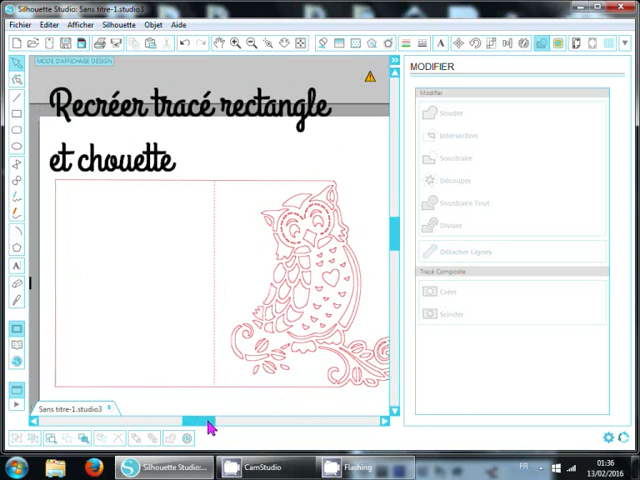 Silhouette Studio: Sans titre-1.studio3
Fichier Editer Afficher Silhouette Objet Aide
MODE D'AFFICHAGE DESIGN
MODIFIER
Recréer tracé rectangle
et chouette
Modifier
Souder
Intersection
Soustraire
Découper
Soustraire Tout
Diviser
Détacher Lignes
Tracé Composite
Créer
Scinder
Sans titre-1.studio3
Silhouette Studio:
CamStudio
Flashing
FR
01:36
13/02/2016